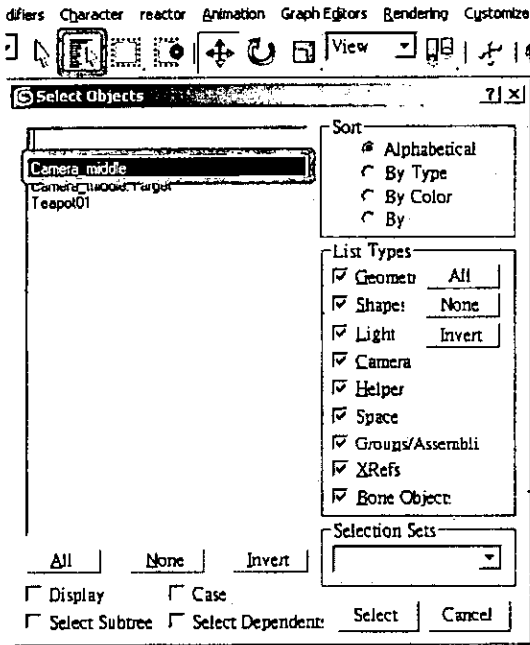 difiers Character reactor Animation Graph Editors Rendering Customize
View
Select Objects
Camera_middle
Camera_middle.Target
Teapot01
Sort
Alphabetical
By Type
By Color
By
List Types
Geometr All
Shapes None
Light Invert
Camera
Helper
Space
Groups/Assembli
XRefs
Bone Object
Selection Sets
All None Invert
Display Case
Select Subtree Select Dependent
Select Cancel